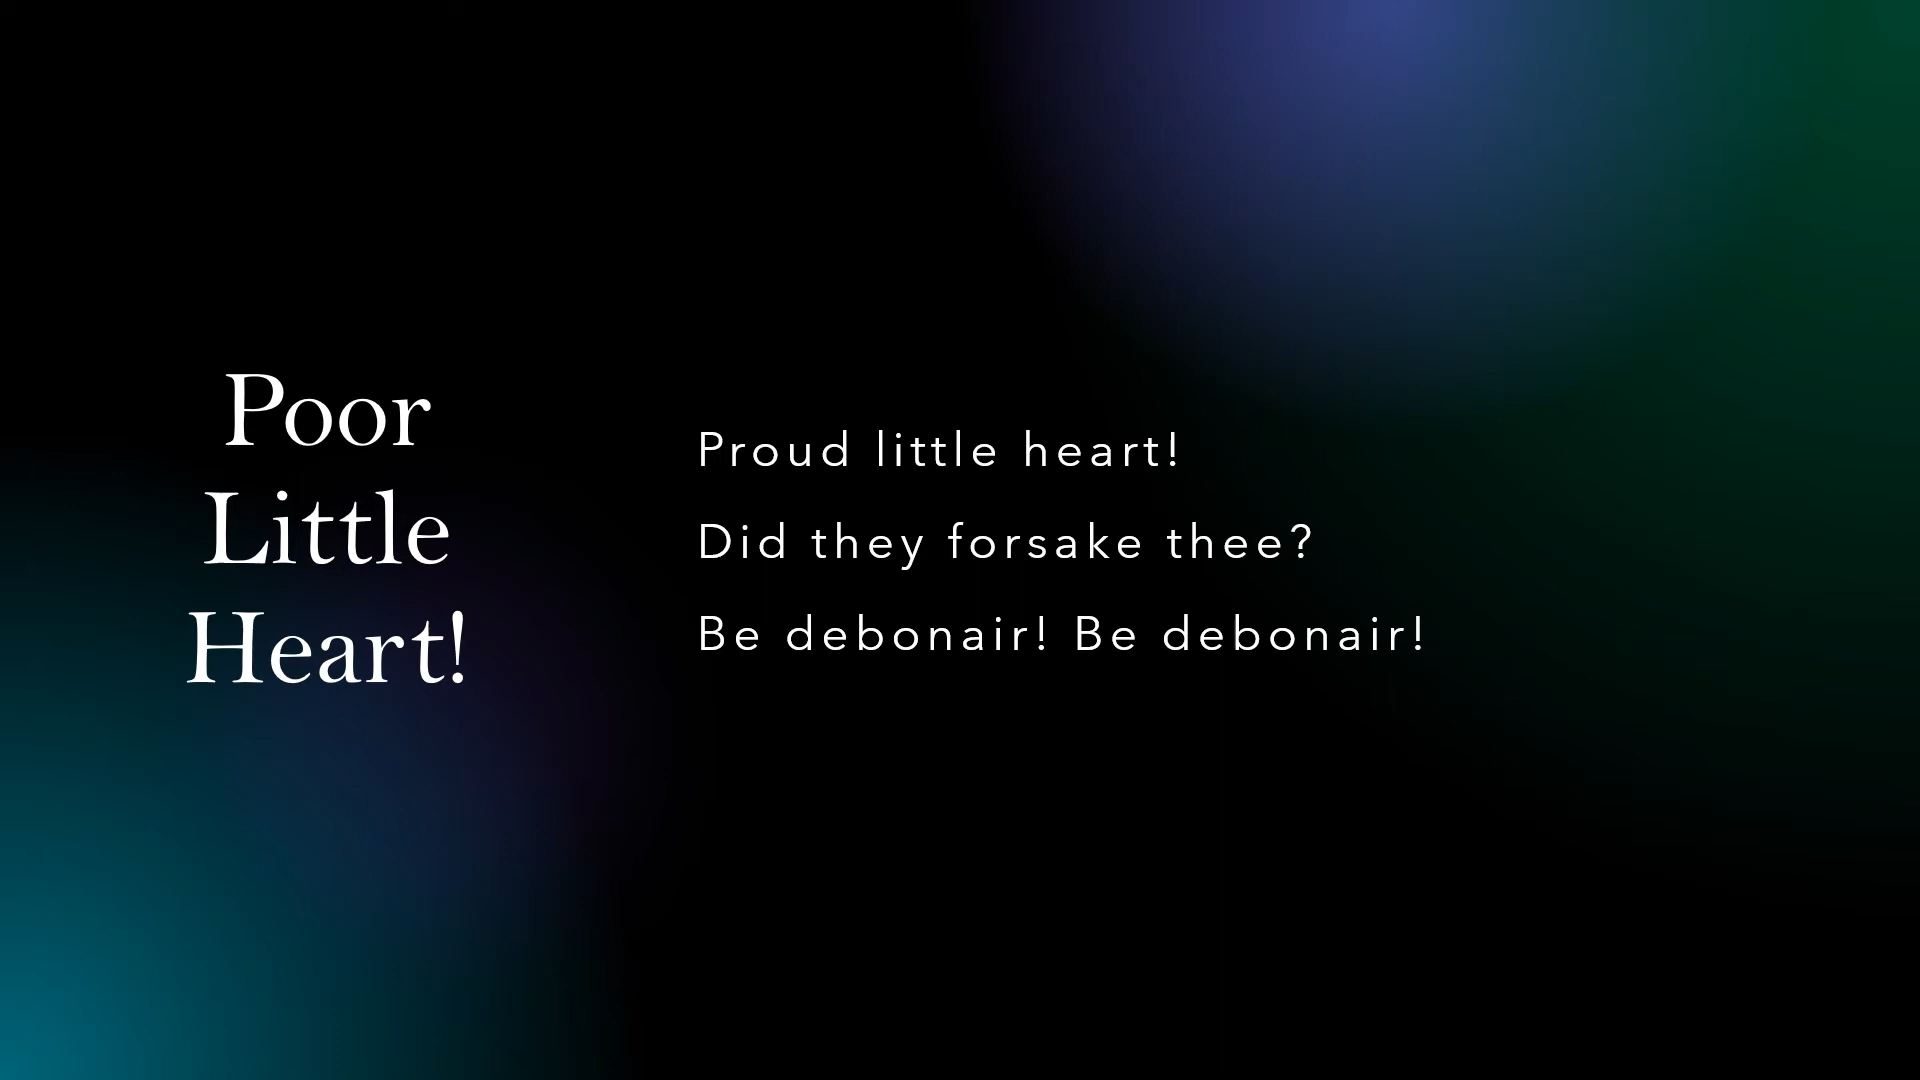 Poor
Little
Heart!
Proud little heart!
Did they forsake thee?
Be debonair! Be debonair!